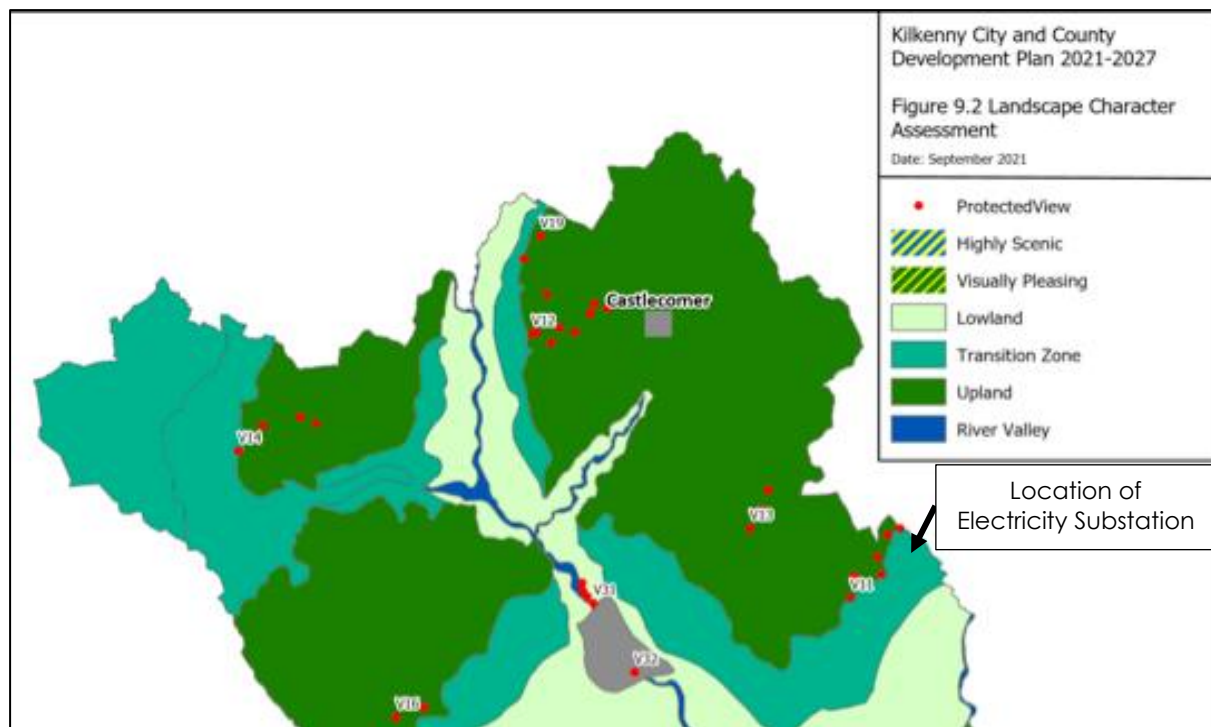 Kilkenny City and County
Development Plan 2021-2027
Figure 9.2 Landscape Character
Assessment
Date: September 2021
ProtectedView
Highly Scenic
Visually Pleasing
Lowland
Transition Zone
Upland
River Valley
Location of
Electricity Substation
V19
Castlecomer
V12
V14
V13
V11
V31
V32
V16